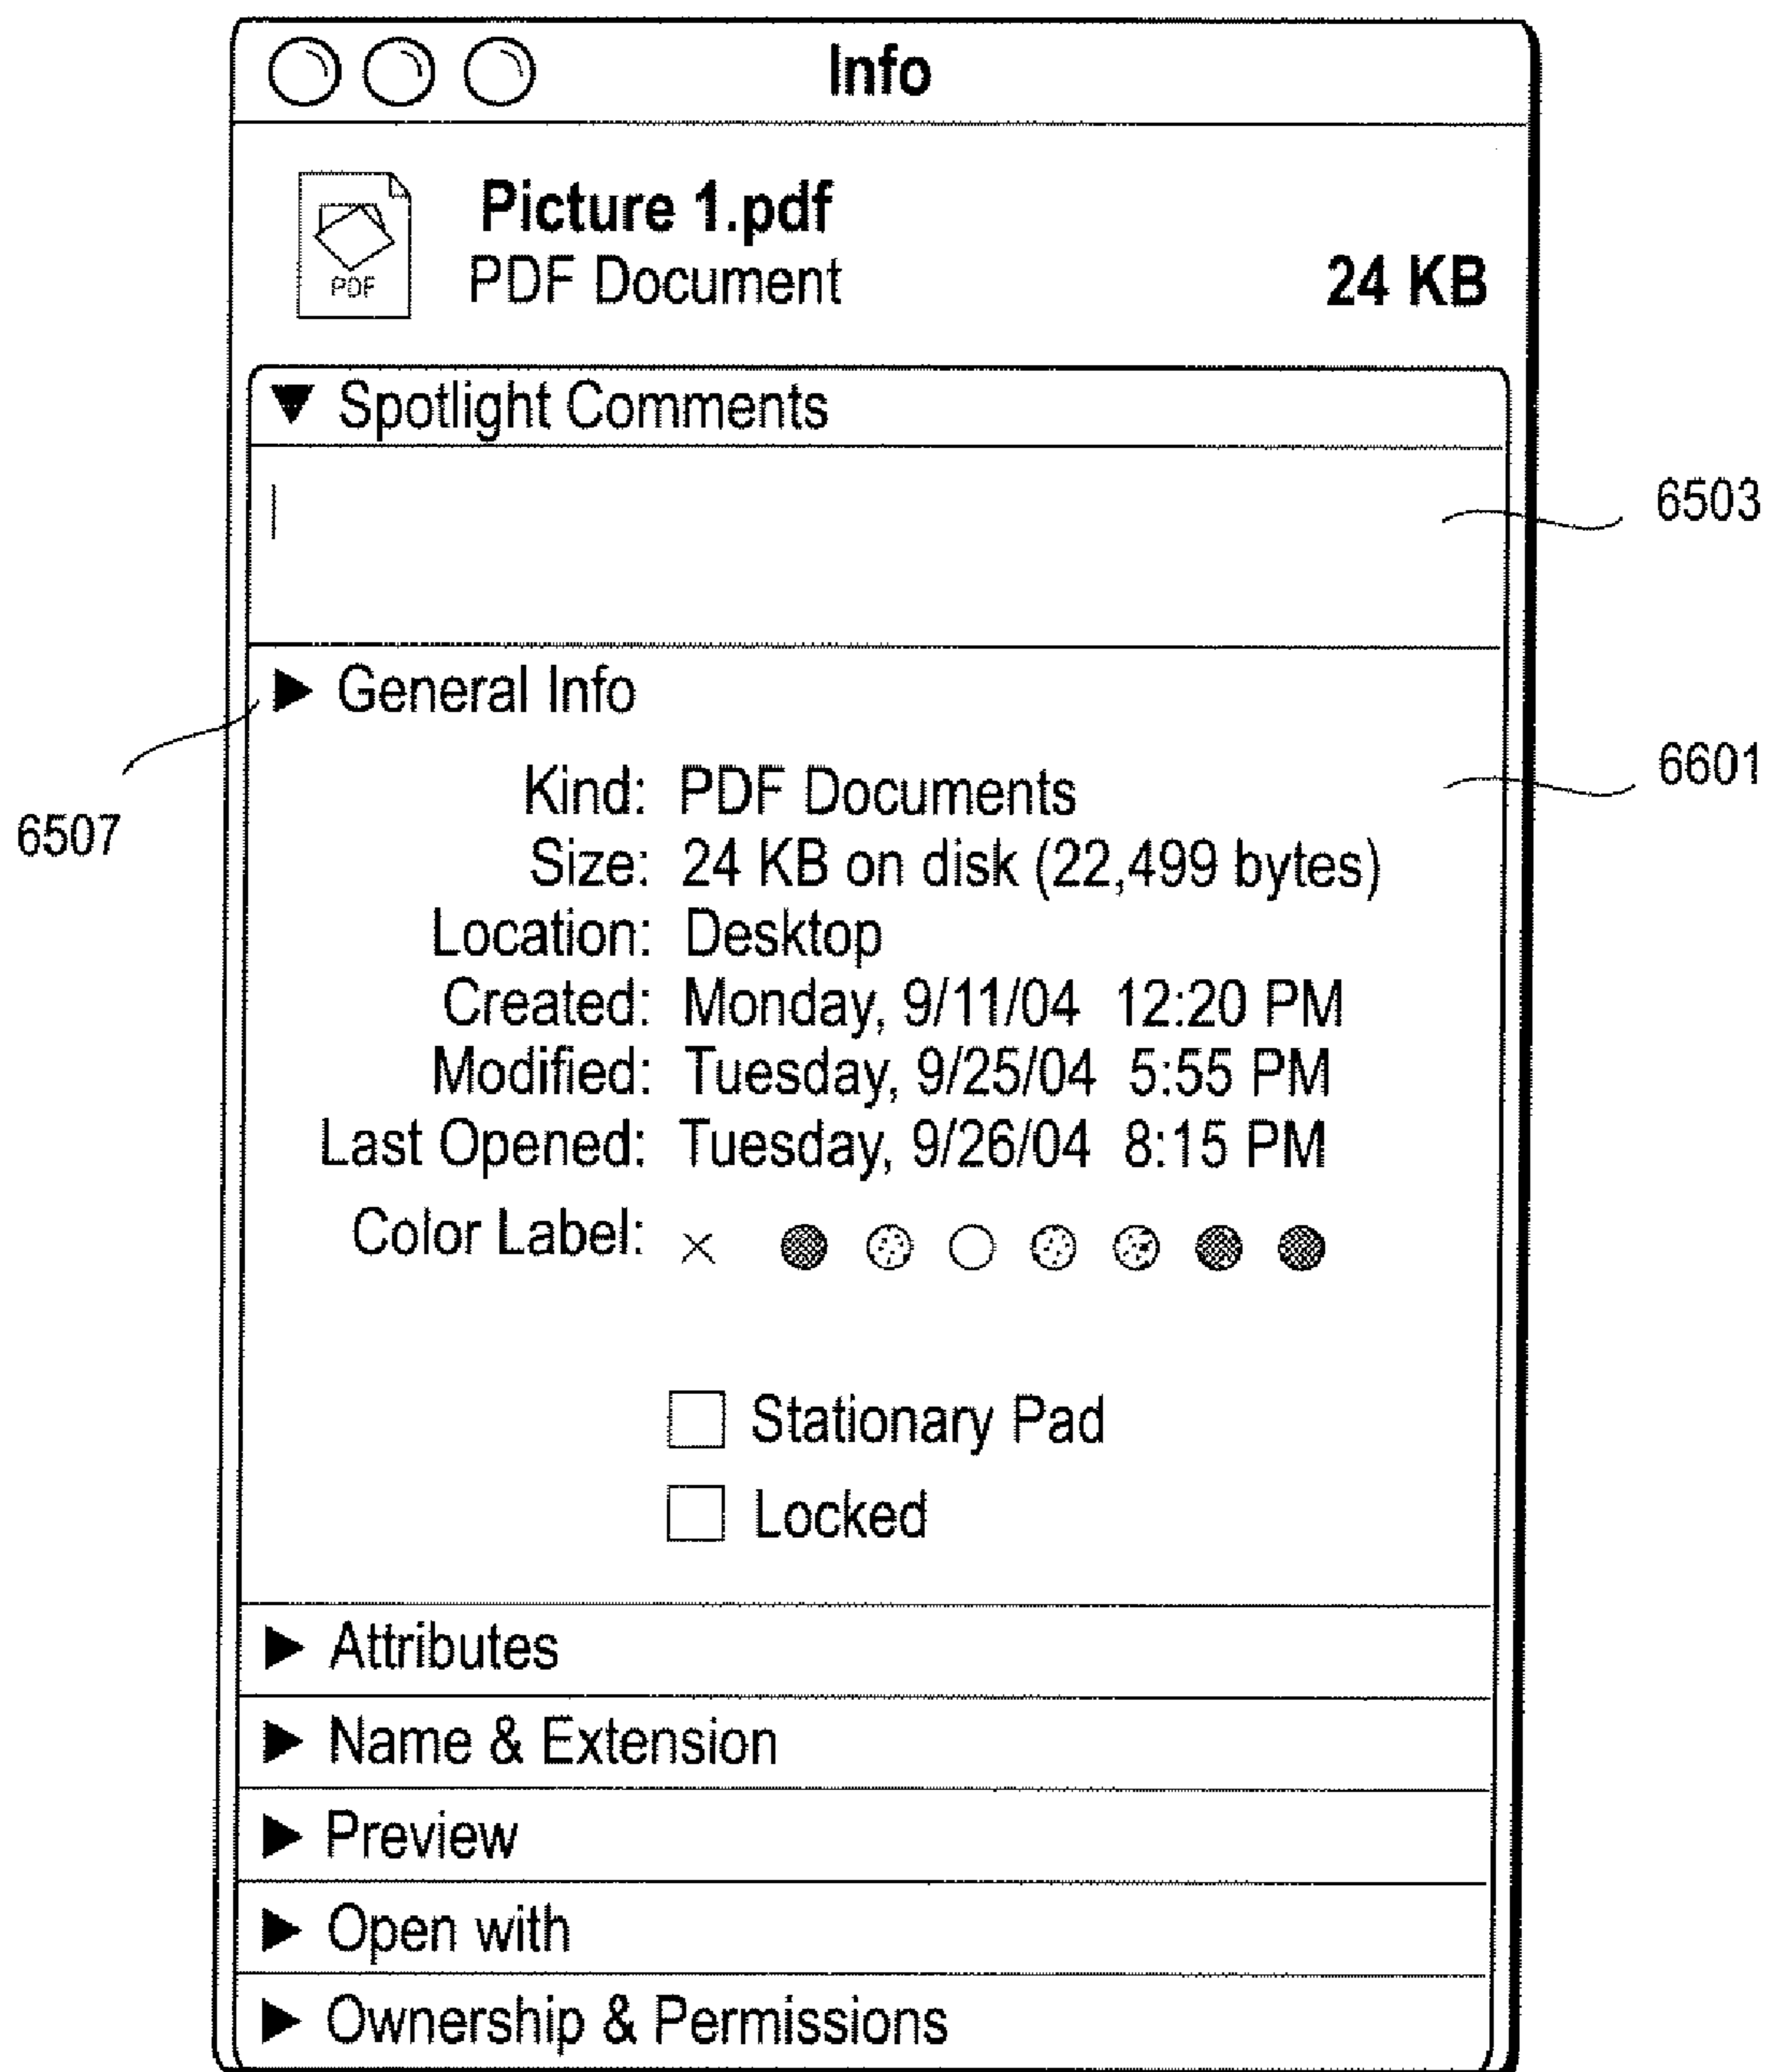 Info
Picture 1.pdf
PDF
PDF Document
24 KB
▼ Spotlight Comments
6503
▶ General Info
6507
6601
Kind: PDF Documents
Size: 24 KB on disk (22,499 bytes)
Location: Desktop
Created: Monday, 9/11/04 12:20 PM
Modified: Tuesday, 9/25/04 5:55 PM
Last Opened: Tuesday, 9/26/04 8:15 PM
Color Label: ×
Stationary Pad
Locked
▶ Attributes
▶ Name & Extension
▶ Preview
▶ Open with
▶ Ownership & Permissions